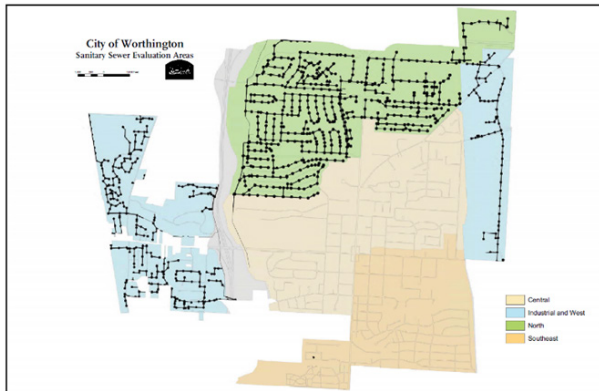 City of Worthington
Sanitary Sewer Evaluation Areas
Central
Industrial and West
North
Southeast